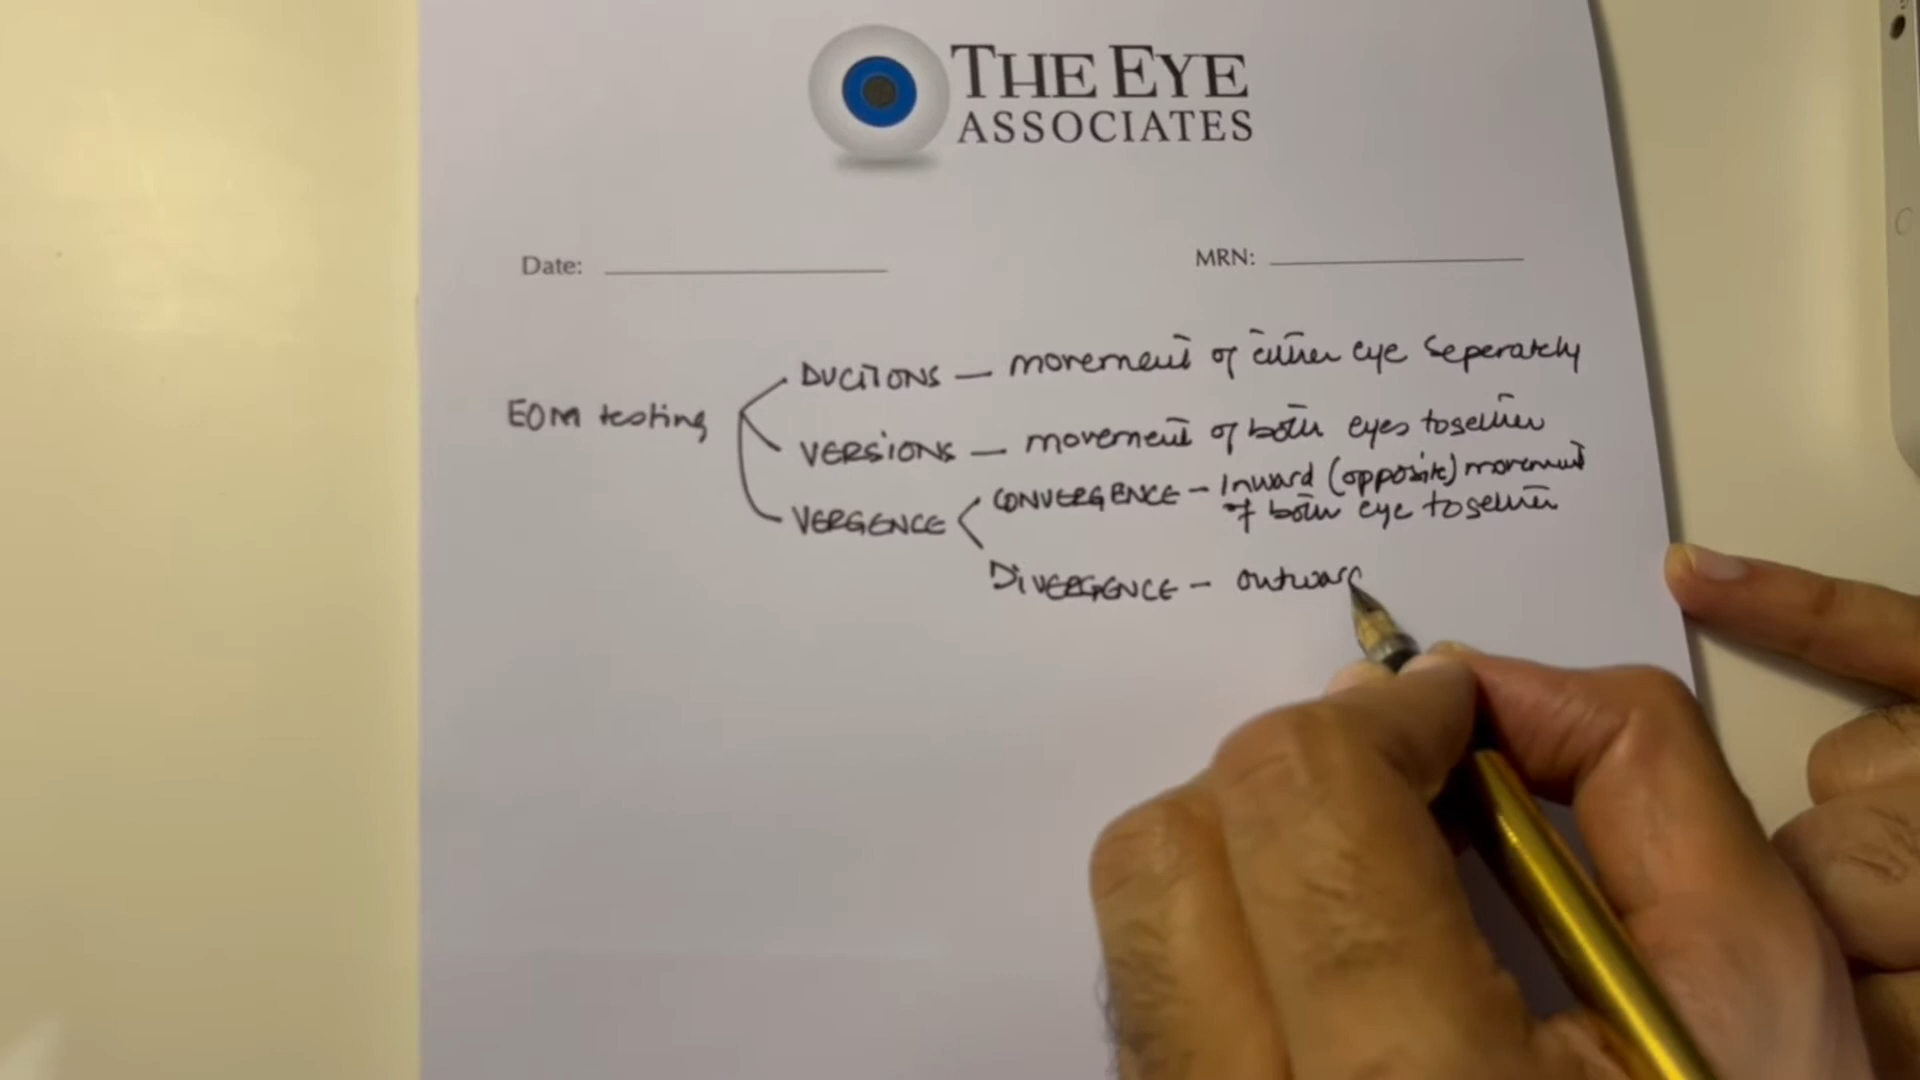 THE EYE
ASSOCIATES
Date:
MRN:
DUCTIONS — movement of either eye seperately
EOM testing
VERSIONS — movement of both eyes together
CONVERGENCE — Inward (opposite) movement
of both eye together
VERGENCE
DIVERGENCE — outward